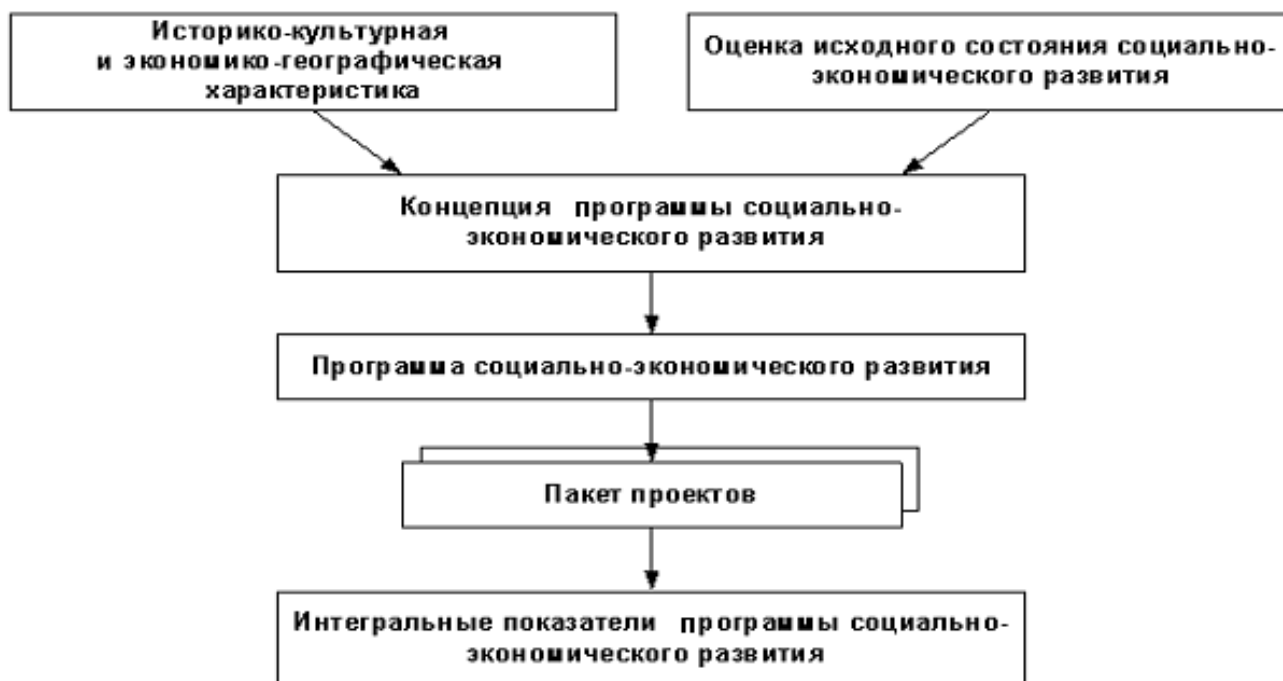 Историко-культурная
и экономико-географическая
характеристика
Оценка исходного состояния социально-
экономического развития
Концепция программы социально-
экономического развития
Программа социально-экономического развития
Пакет проектов
Интегральные показатели программы социально-
экономического развития